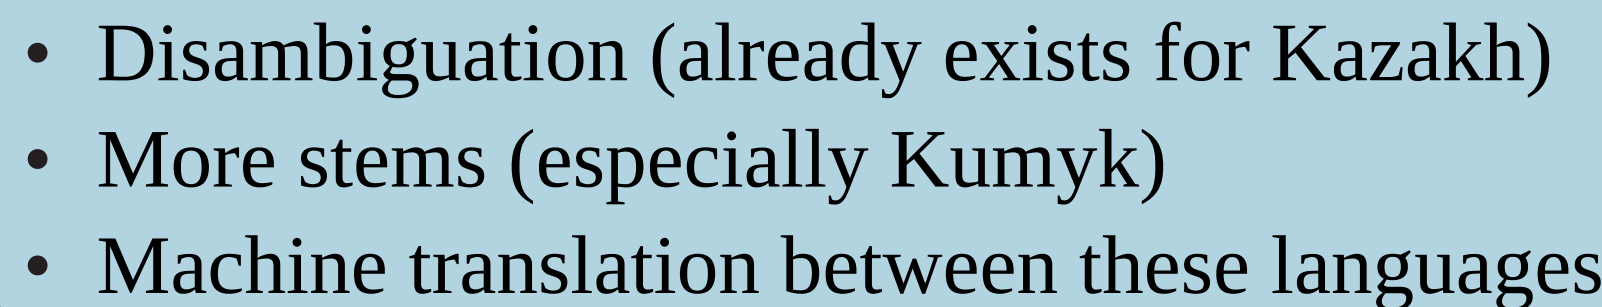 • Disambiguation (already exists for Kazakh)
• More stems (especially Kumyk)
• Machine translation between these languages